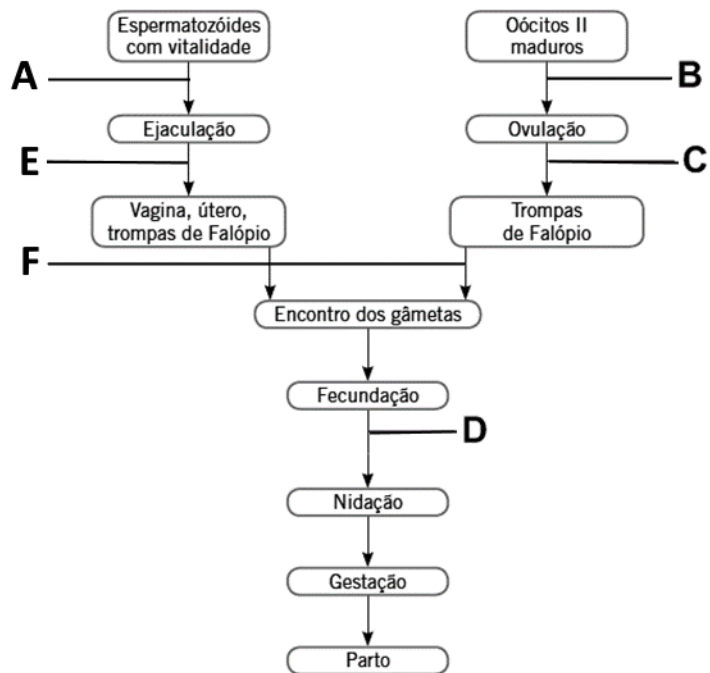 Espermatozóides
com vitalidade
Oócitos II
maduros
A
B
Ejaculação
Ovulação
E
C
Vagina, útero,
trompas de Falópio
Trompas
de Falópio
F
Encontro dos gâmetas
Fecundação
D
Nidação
Gestação
Parto